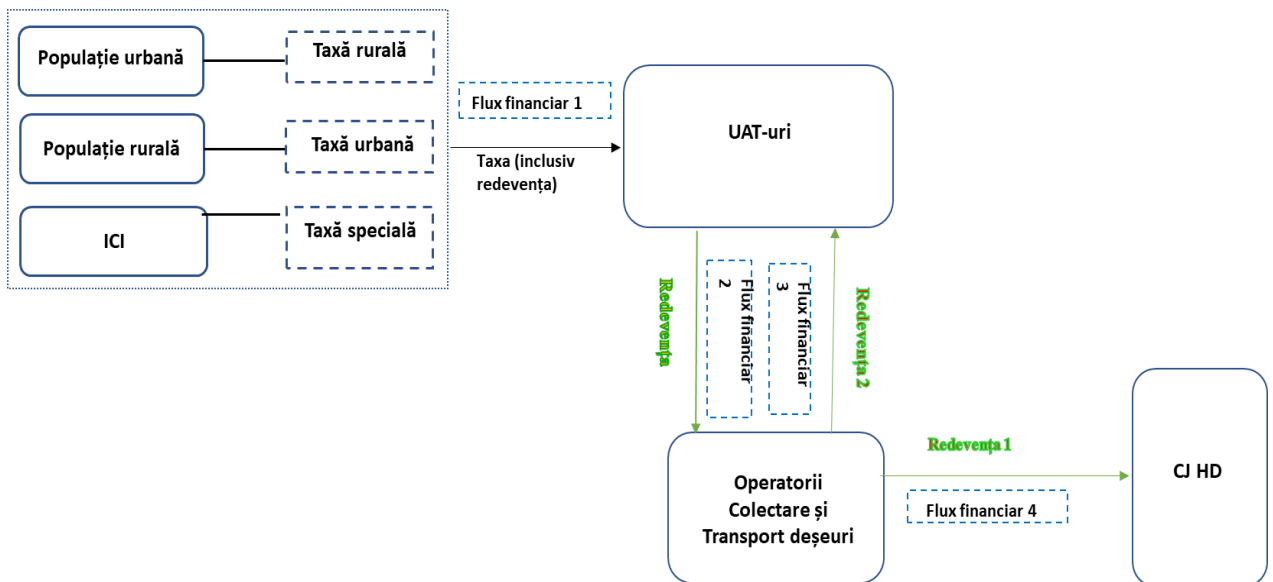 Populație urbană
Taxă rurală
Populație rurală
Taxă urbană
ICI
Taxă specială
Flux financiar 1
Taxa (inclusiv
redevența)
UAT-uri
Redevența
Flux financiar
2
Flux financiar
3
Redevența 2
Operatorii
Colectare și
Transport deșeuri
Redevența 1
Flux financiar 4
CJ HD